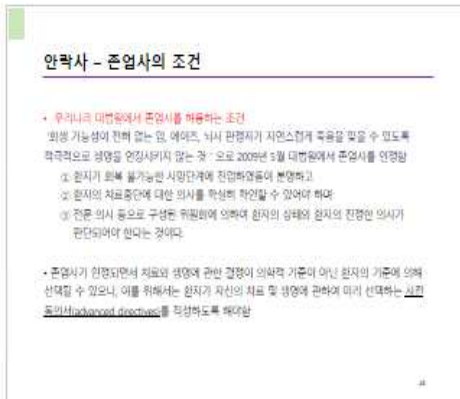 안락사 – 존엄사의 조건
• 우리나라 대법원에서 존엄사를 허용하는 조건
'회생 가능성이 전혀 없는 암, 에이즈, 뇌사 판정자가 자연스럽게 죽음을 맞을 수 있도록
적극적으로 생명을 연장시키지 않는 것' 으로 2009년 5월 대법원에서 존엄사를 인정함
① 환자가 회복 불가능한 사망단계에 진입하였음이 분명하고
② 환자의 치료중단에 대한 의사를 확실히 확인할 수 있어야 하며
③ 전문 의사 등으로 구성된 위원회에 의하여 환자의 상태와 환자의 진정한 의사가
판단되어야 한다는 것이다.
• 존엄사가 인정되면서 치료와 생명에 관한 결정이 의학적 기준이 아닌 환자의 기준에 의해
선택할 수 있으나, 이를 위해서는 환자가 자신의 치료 및 생명에 관하여 미리 선택하는 사전
동의서(advanced directives)를 작성하도록 해야함